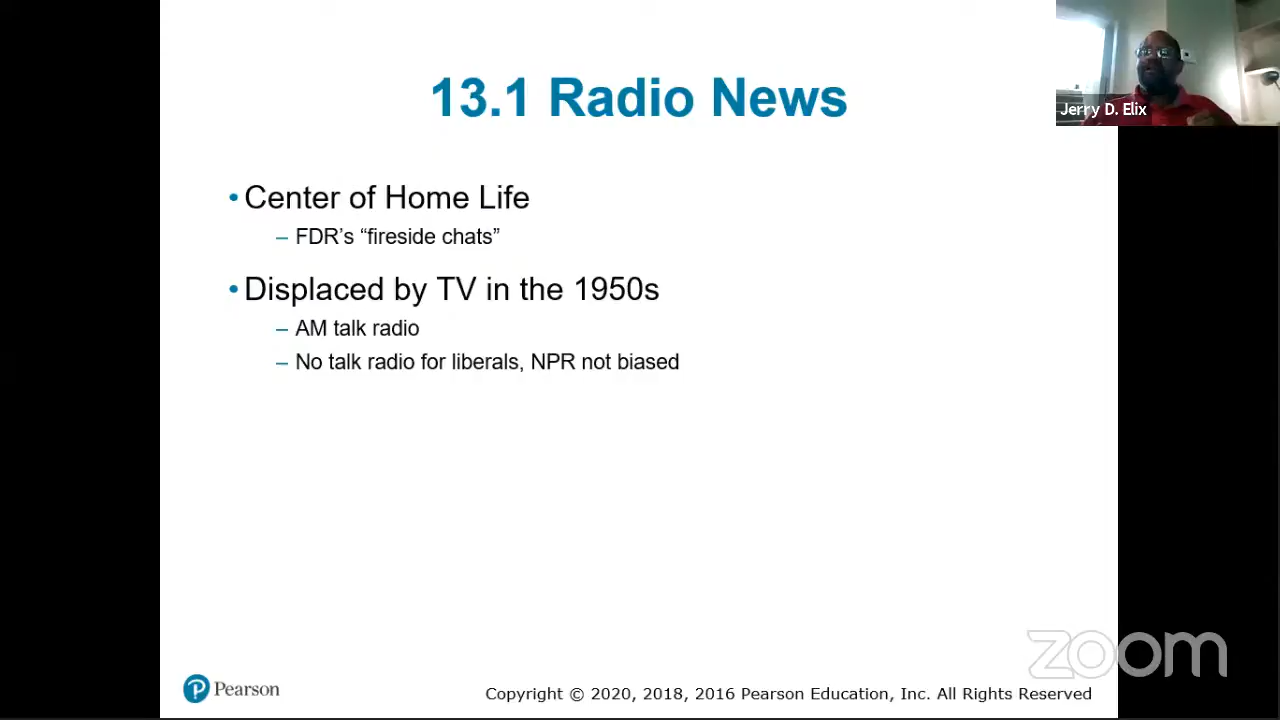 13.1 Radio News
Jerry D. Elix
• Center of Home Life
– FDR’s “fireside chats”
• Displaced by TV in the 1950s
– AM talk radio
– No talk radio for liberals, NPR not biased
zoom
Pearson
Copyright © 2020, 2018, 2016 Pearson Education, Inc. All Rights Reserved